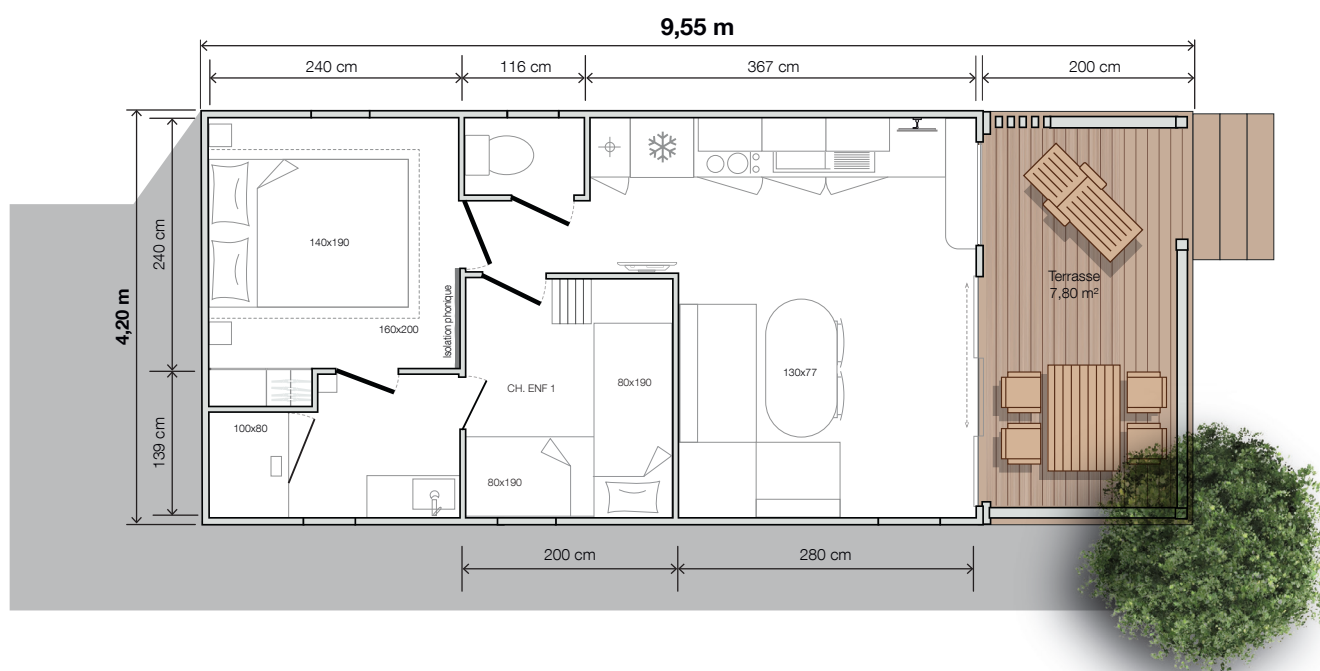 9,55 m
240 cm
116 cm
367 cm
200 cm
4,20 m
240 cm
139 cm
140x190
160x200
Isolation phonique
Terrasse
7,80 m²
130x77
CH. ENF 1
80x190
100x80
80x190
200 cm
280 cm